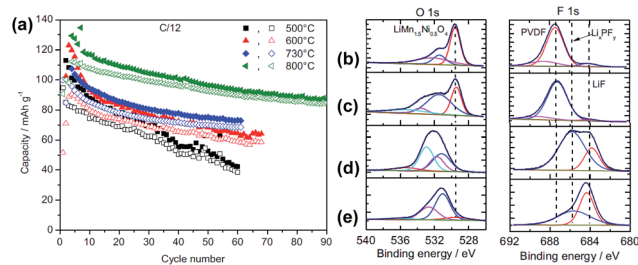 (a)
C/12
500°C
600°C
730°C
800°C
Capacity / mAh g⁻¹
140
120
100
80
60
40
20
0
0 10 20 30 40 50 60 70 80 90
Cycle number
O 1s
F 1s
(b)
(c)
(d)
(e)
LiMn1.5Ni0.5O4
PVDF
LixPFy
LiF
540 536 532 528
Binding energy / eV
692 688 684 680
Binding energy / eV